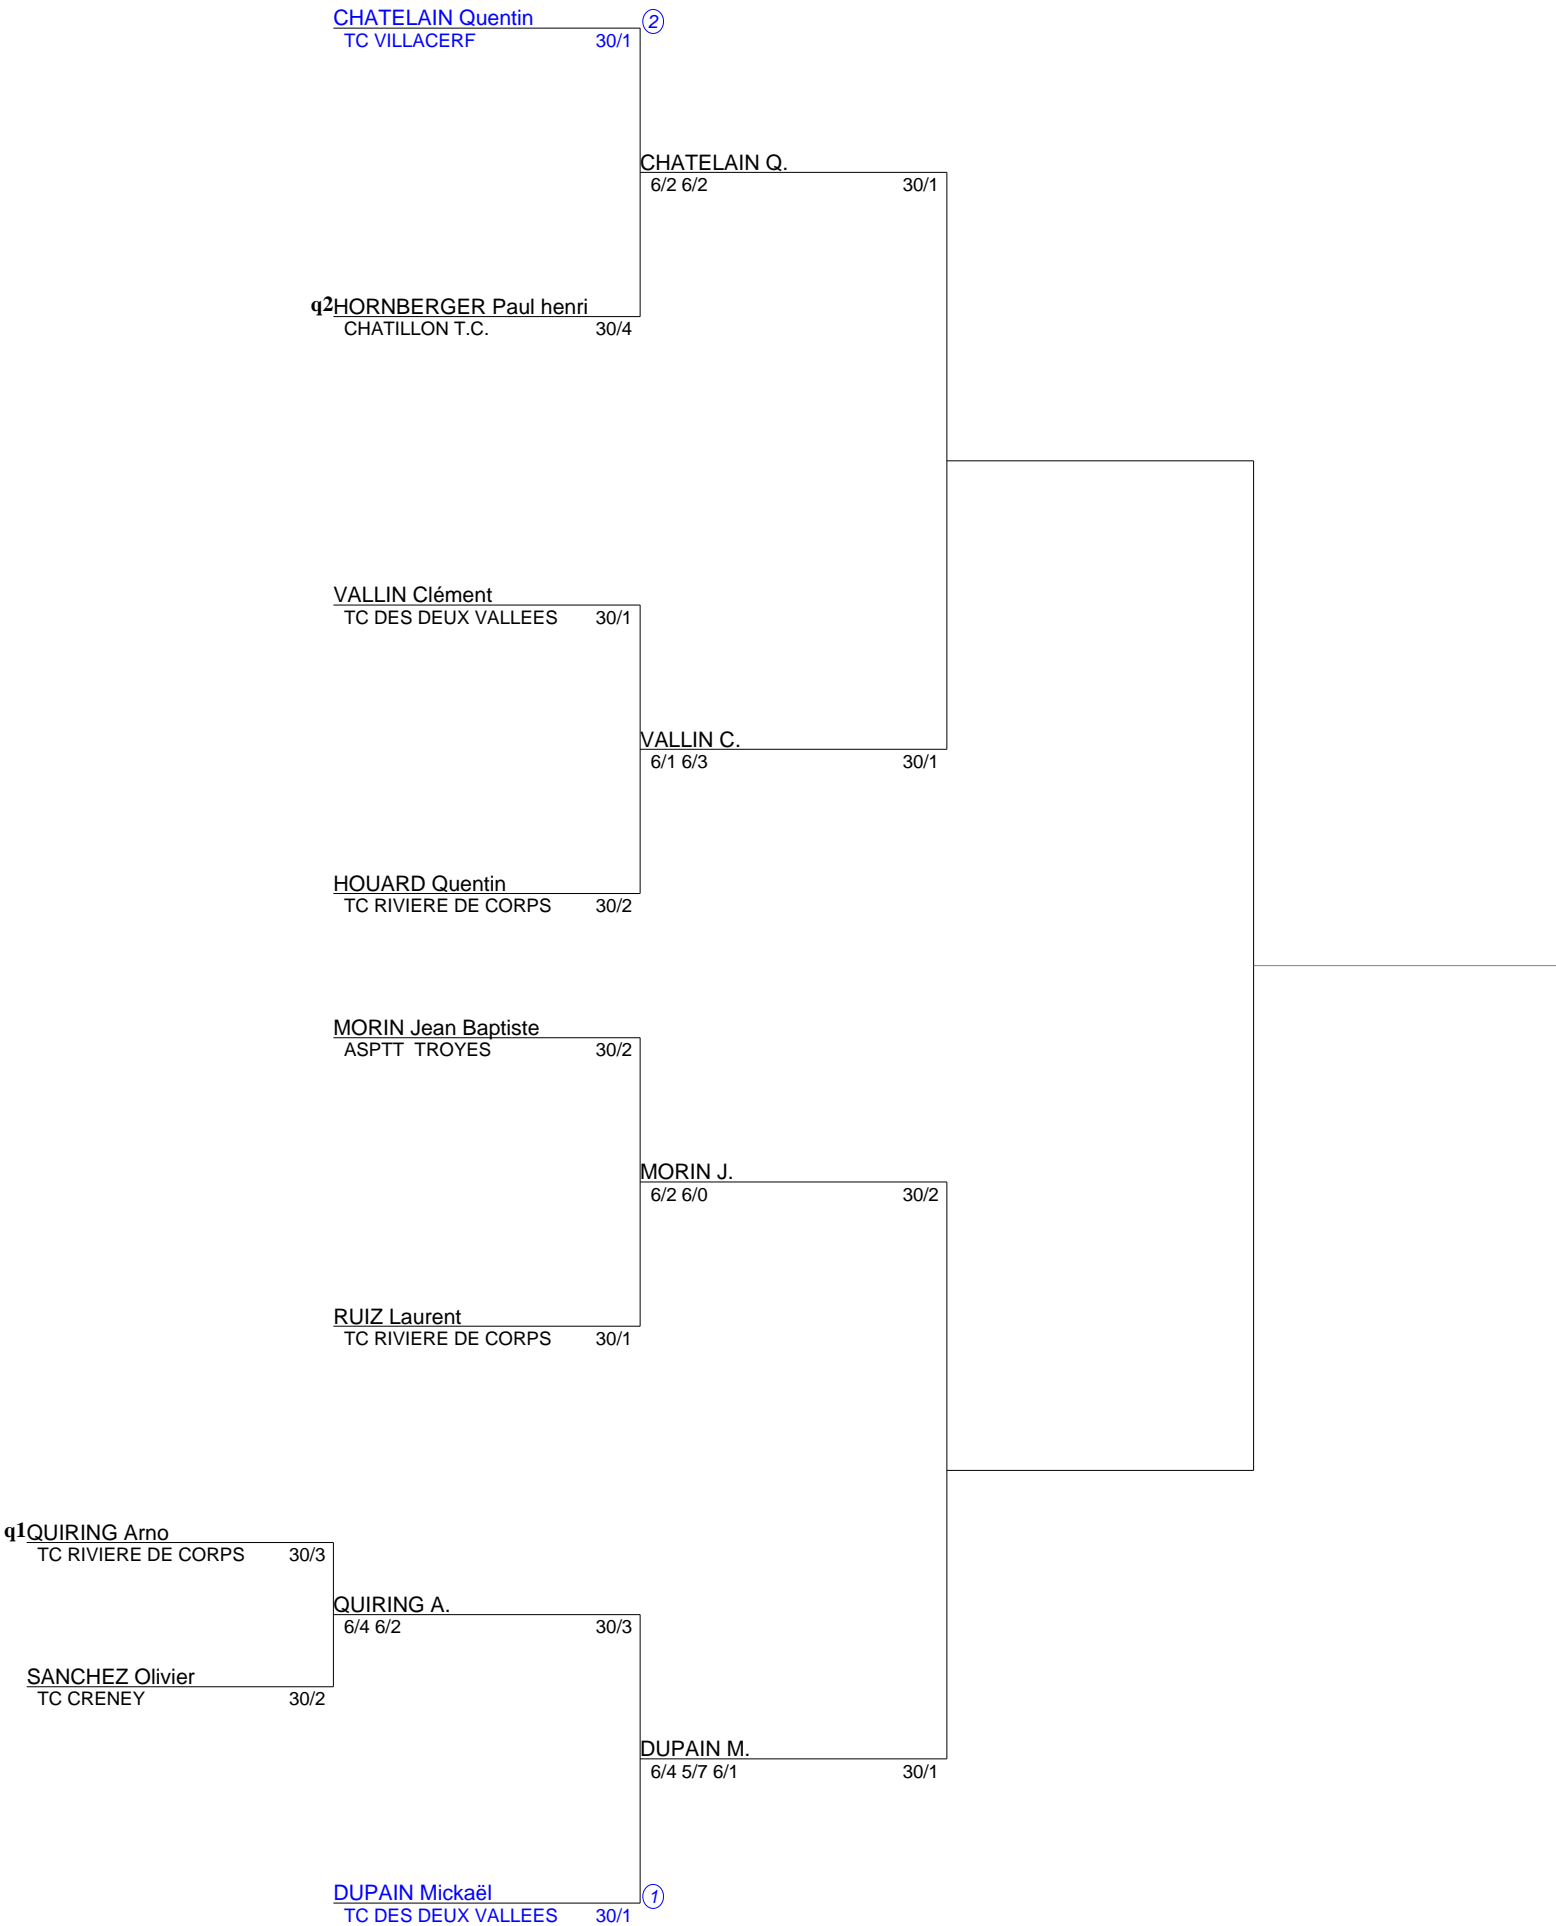 CHATELAIN Quentin 2
TC VILLACERF 30/1
CHATELAIN Q.
6/2 6/2 30/1
q2 HORNBERGER Paul henri
CHATILLON T.C. 30/4
VALLIN Clément
TC DES DEUX VALLEES 30/1
VALLIN C.
6/1 6/3 30/1
HOUARD Quentin
TC RIVIERE DE CORPS 30/2
MORIN Jean Baptiste
ASPTT TROYES 30/2
MORIN J.
6/2 6/0 30/2
RUIZ Laurent
TC RIVIERE DE CORPS 30/1
q1 QUIRING Arno
TC RIVIERE DE CORPS 30/3
QUIRING A.
6/4 6/2 30/3
SANCHEZ Olivier
TC CRENEY 30/2
DUPAIN M.
6/4 5/7 6/1 30/1
DUPAIN Mickaël 1
TC DES DEUX VALLEES 30/1